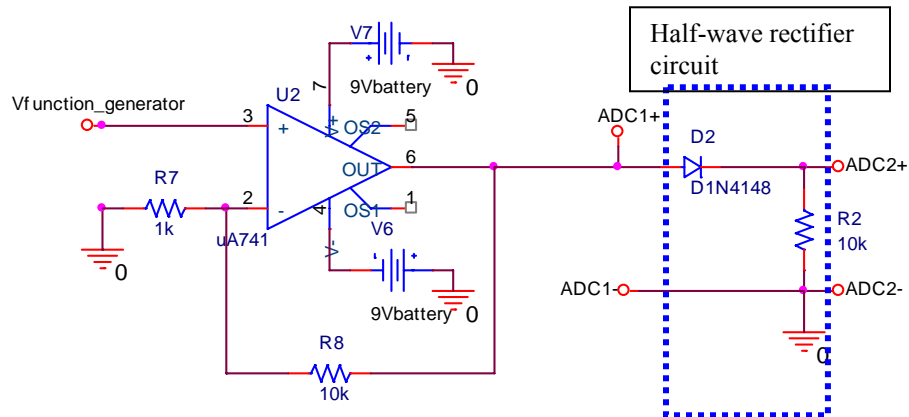 Half-wave rectifier
circuit
V7
+
-
0
9Vbattery
U2
7
V+
Vfunction_generator
3
+
OS2
5
OUT
6
ADC1+
D2
D1N4148
ADC2+
R7
1k
2
-
uA741
4
V-
OS1
1
V6
-
+
0
9Vbattery
0
R2
10k
ADC1-
ADC2-
0
R8
10k